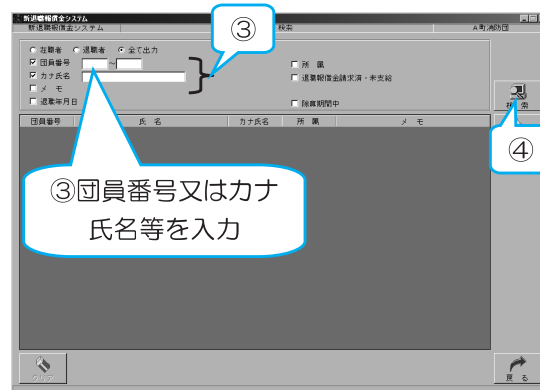 新退職報償金システム
新退職報償金システム 検索 A町消防団
③
在職者 退職者 全て出力
団員番号 ～
カナ氏名
メ モ
退職年月日
所 属
退職報償金請求済・未支給
除算期間中
検 索
④
団員番号 氏 名 カナ氏名 所 属 メ モ
③団員番号又はカナ
氏名等を入力
クリア
戻 る